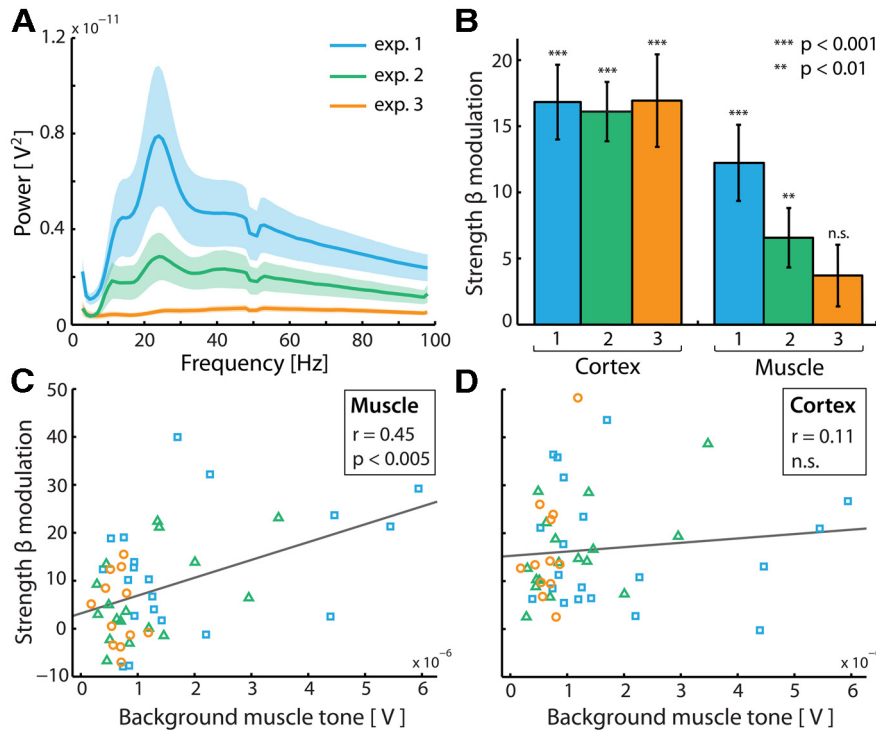 A
x 10⁻¹¹
1.2
0.8
0.4
0
Power [ V² ]
exp. 1
exp. 2
exp. 3
0 20 40 60 80 100
Frequency [Hz]
B
*** p < 0.001
** p < 0.01
20
15
10
5
0
Strength β modulation
*** *** *** *** ** n.s.
1 2 3 1 2 3
Cortex Muscle
C
50
40
30
20
10
0
−10
Strength β modulation
Muscle
r = 0.45
p < 0.005
x 10⁻⁶
0 1 2 3 4 5 6
Background muscle tone [ V ]
D
Cortex
r = 0.11
n.s.
x 10⁻⁶
0 1 2 3 4 5 6
Background muscle tone [ V ]